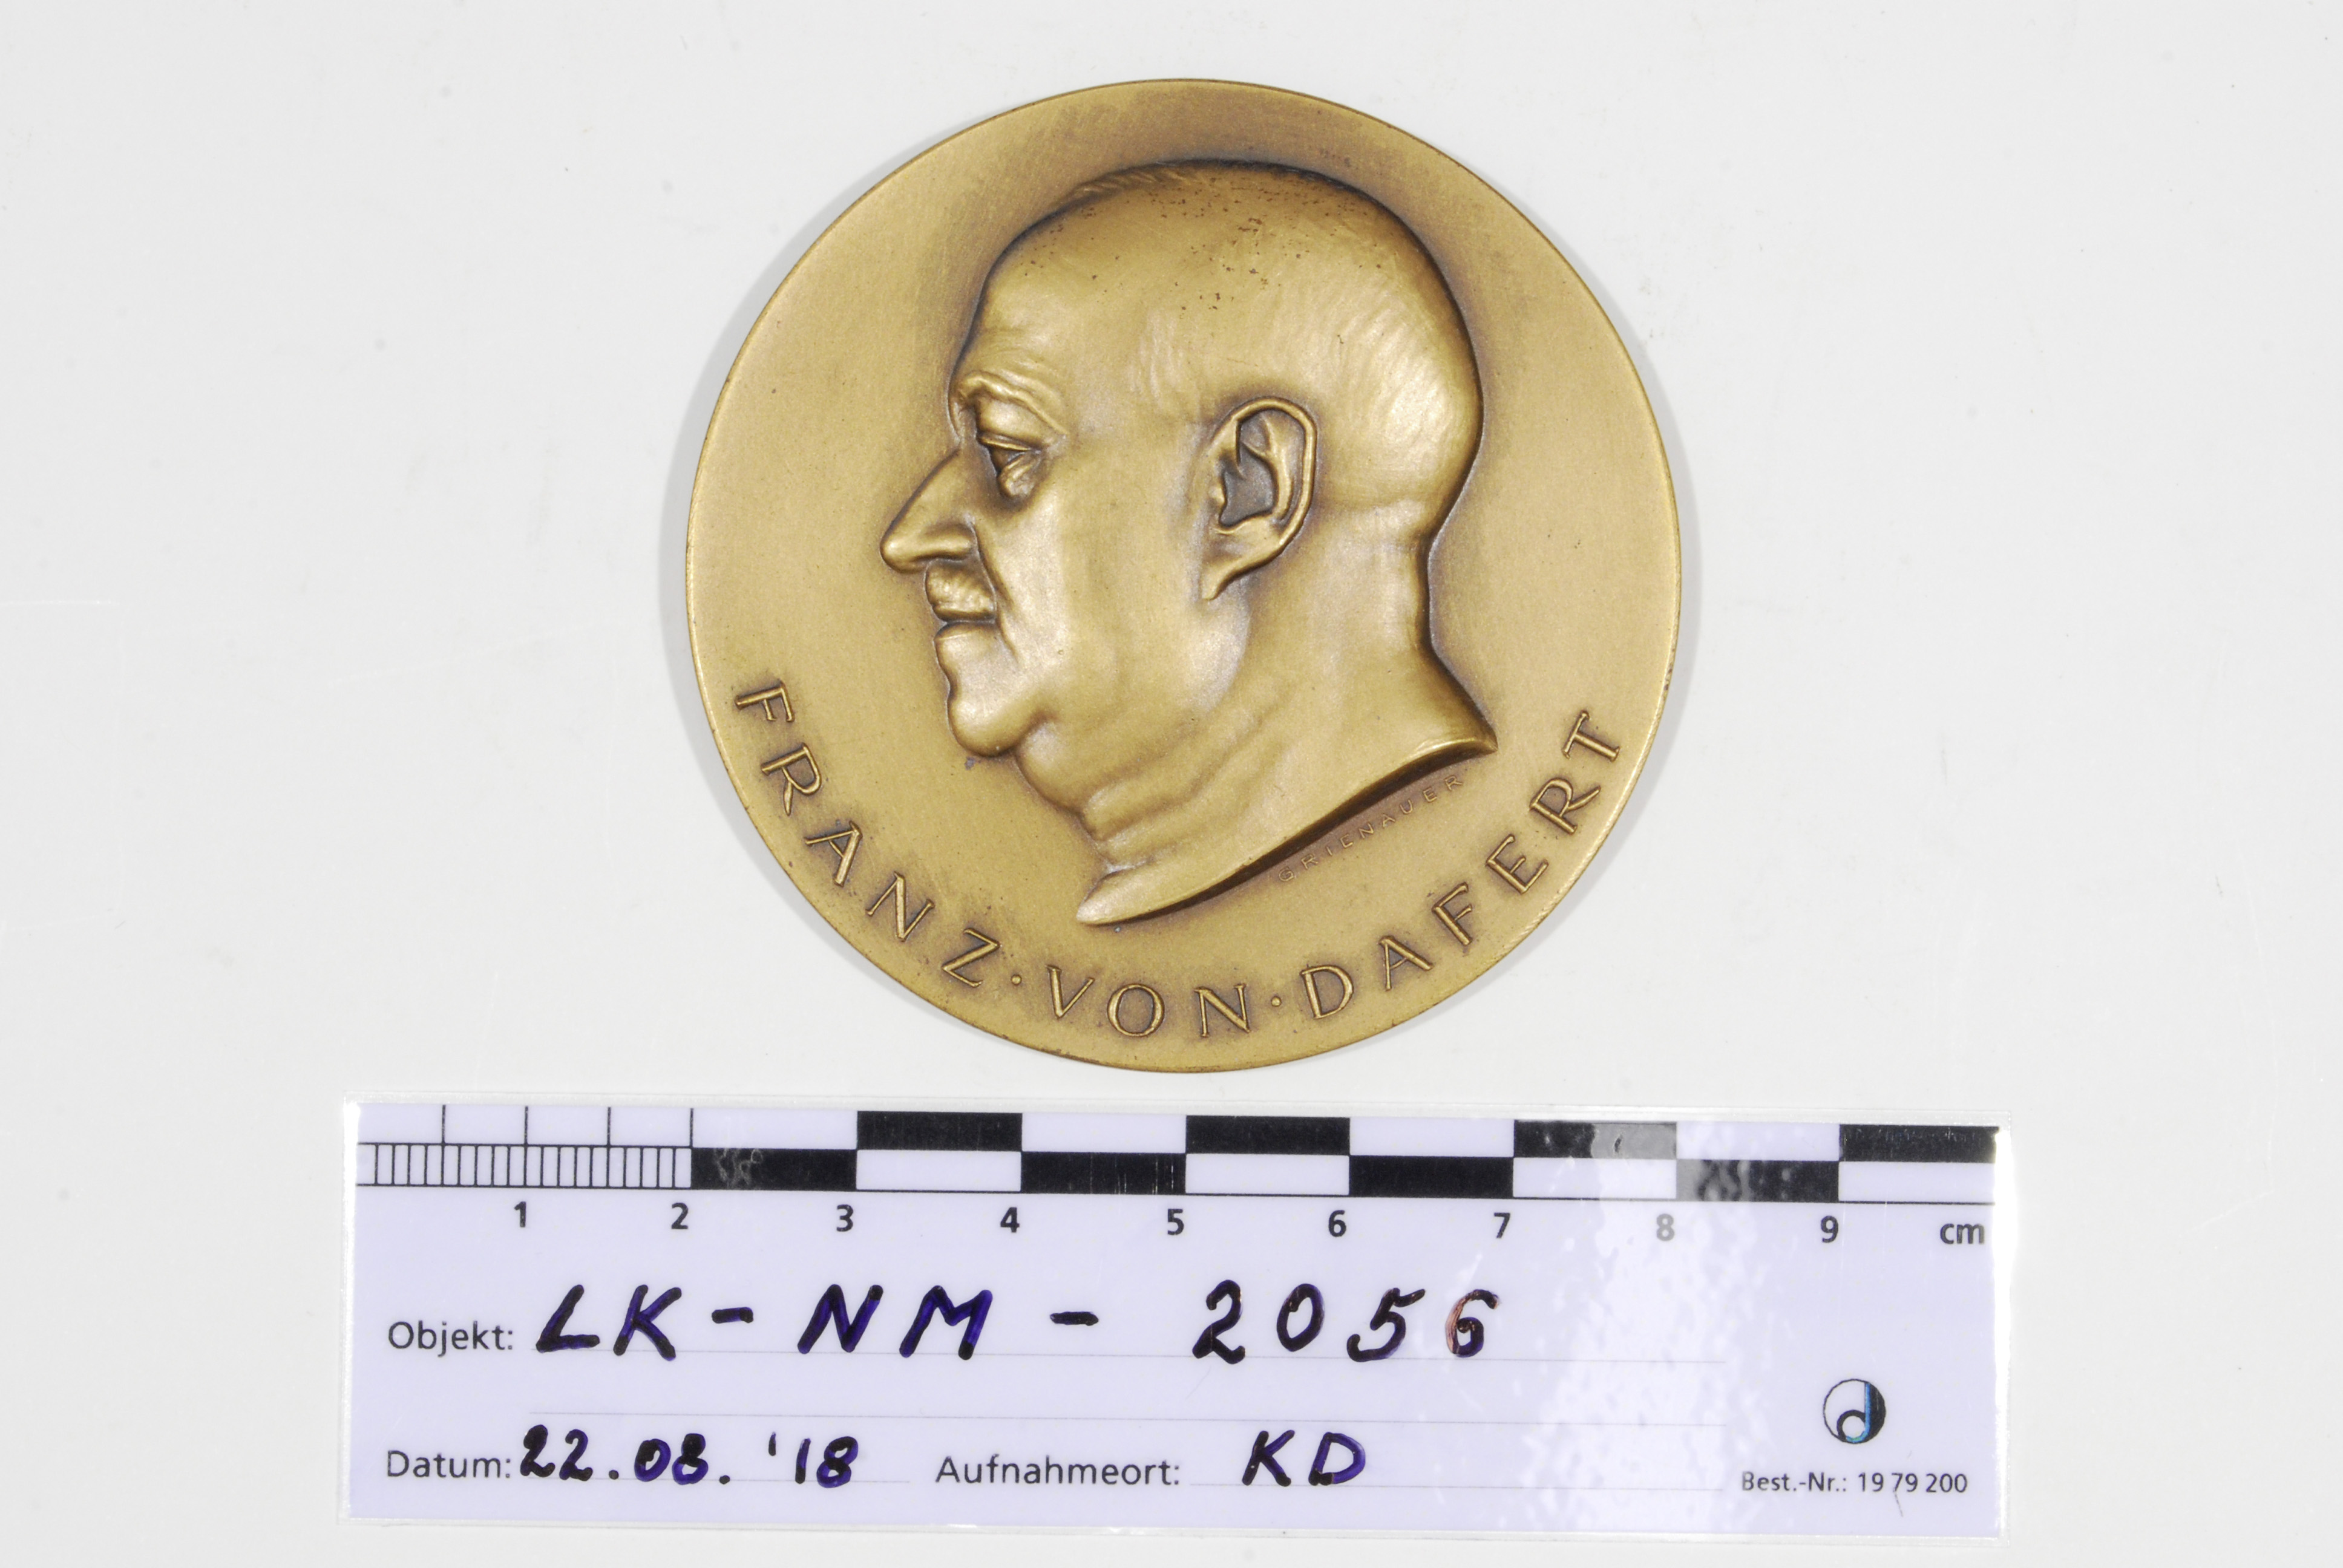 FRANZ · VON · DAFERT
GRIENAUER
1 2 3 4 5 6 7 8 9 cm
Objekt: LK - NM - 2056
Datum: 22.08. '18 Aufnahmeort: KD
Best.-Nr.: 19 79 200